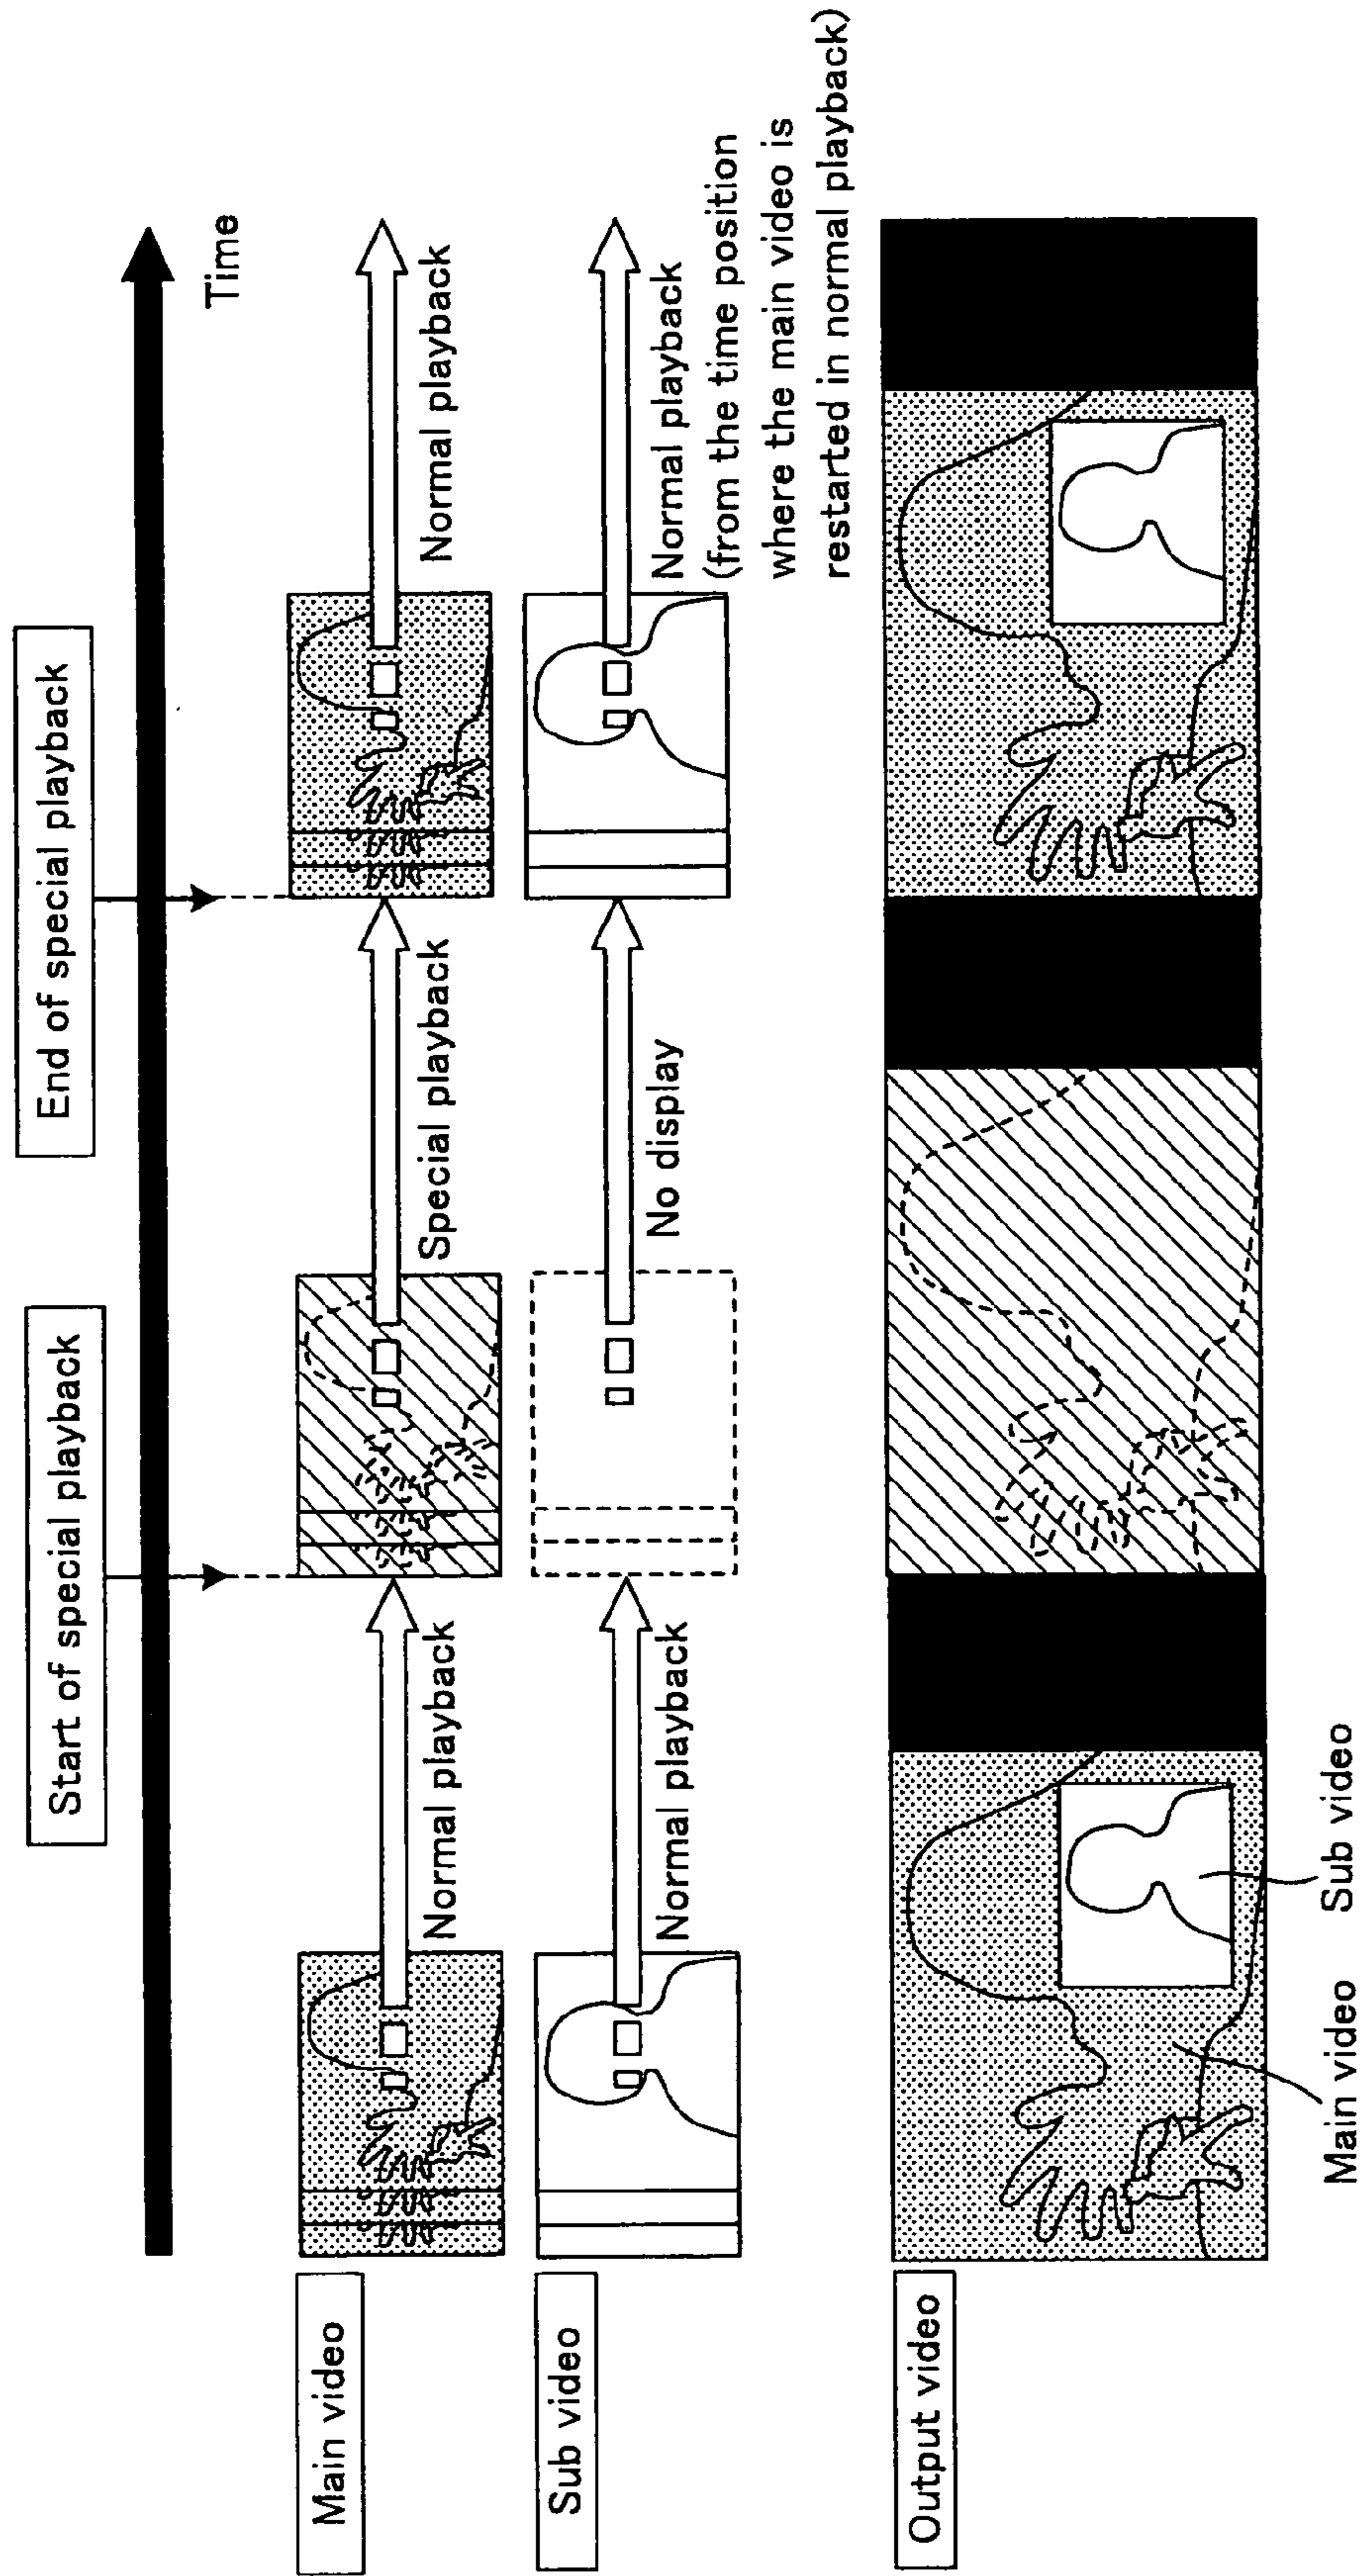 Start of special playback
End of special playback
Time
Main video
Normal playback
Special playback
Normal playback
Sub video
Normal playback
No display
Normal playback
(from the time position
where the main video is
restarted in normal playback)
Output video
Main video
Sub video